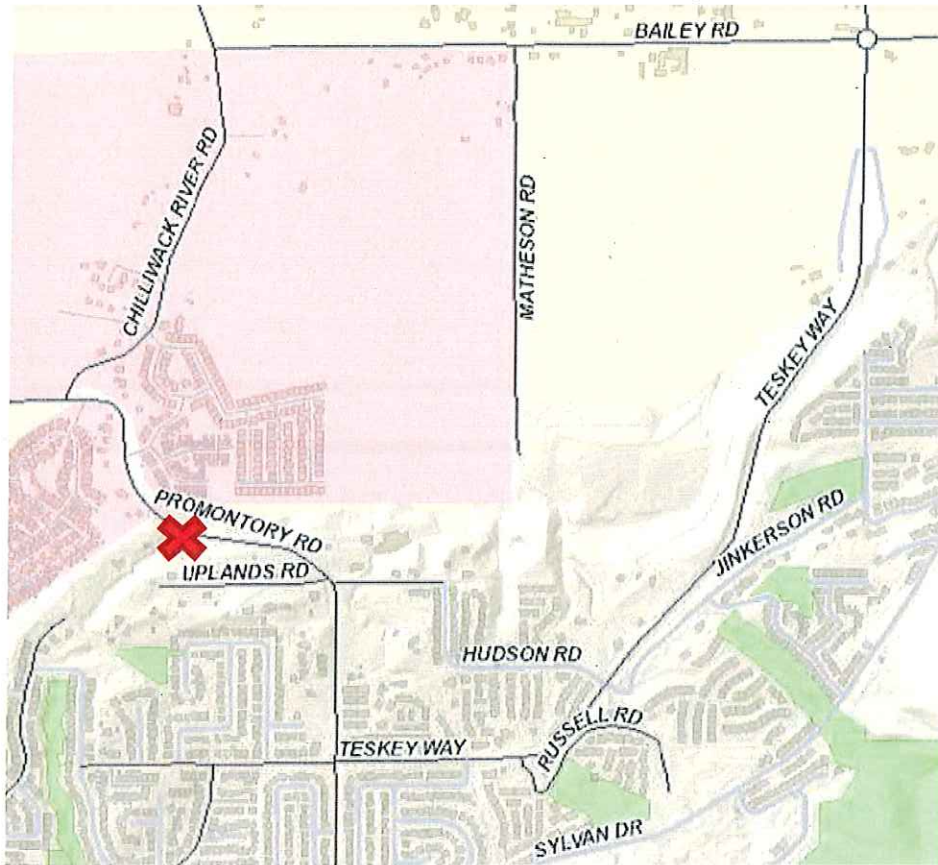 BAILEY RD
CHILLIWACK RIVER RD
MATHESON RD
TESKEY WAY
PROMONTORY RD
JINKERSON RD
UPLANDS RD
HUDSON RD
RUSSELL RD
TESKEY WAY
SYLVAN DR